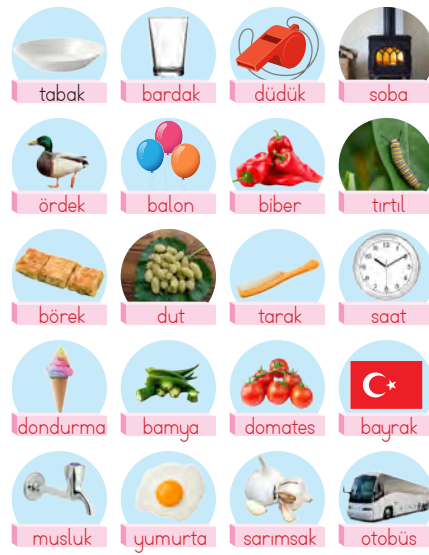 tabak
bardak
düdük
soba
ördek
balon
biber
tırtıl
börek
dut
tarak
saat
dondurma
bamya
domates
bayrak
musluk
yumurta
sarımsak
otobüs